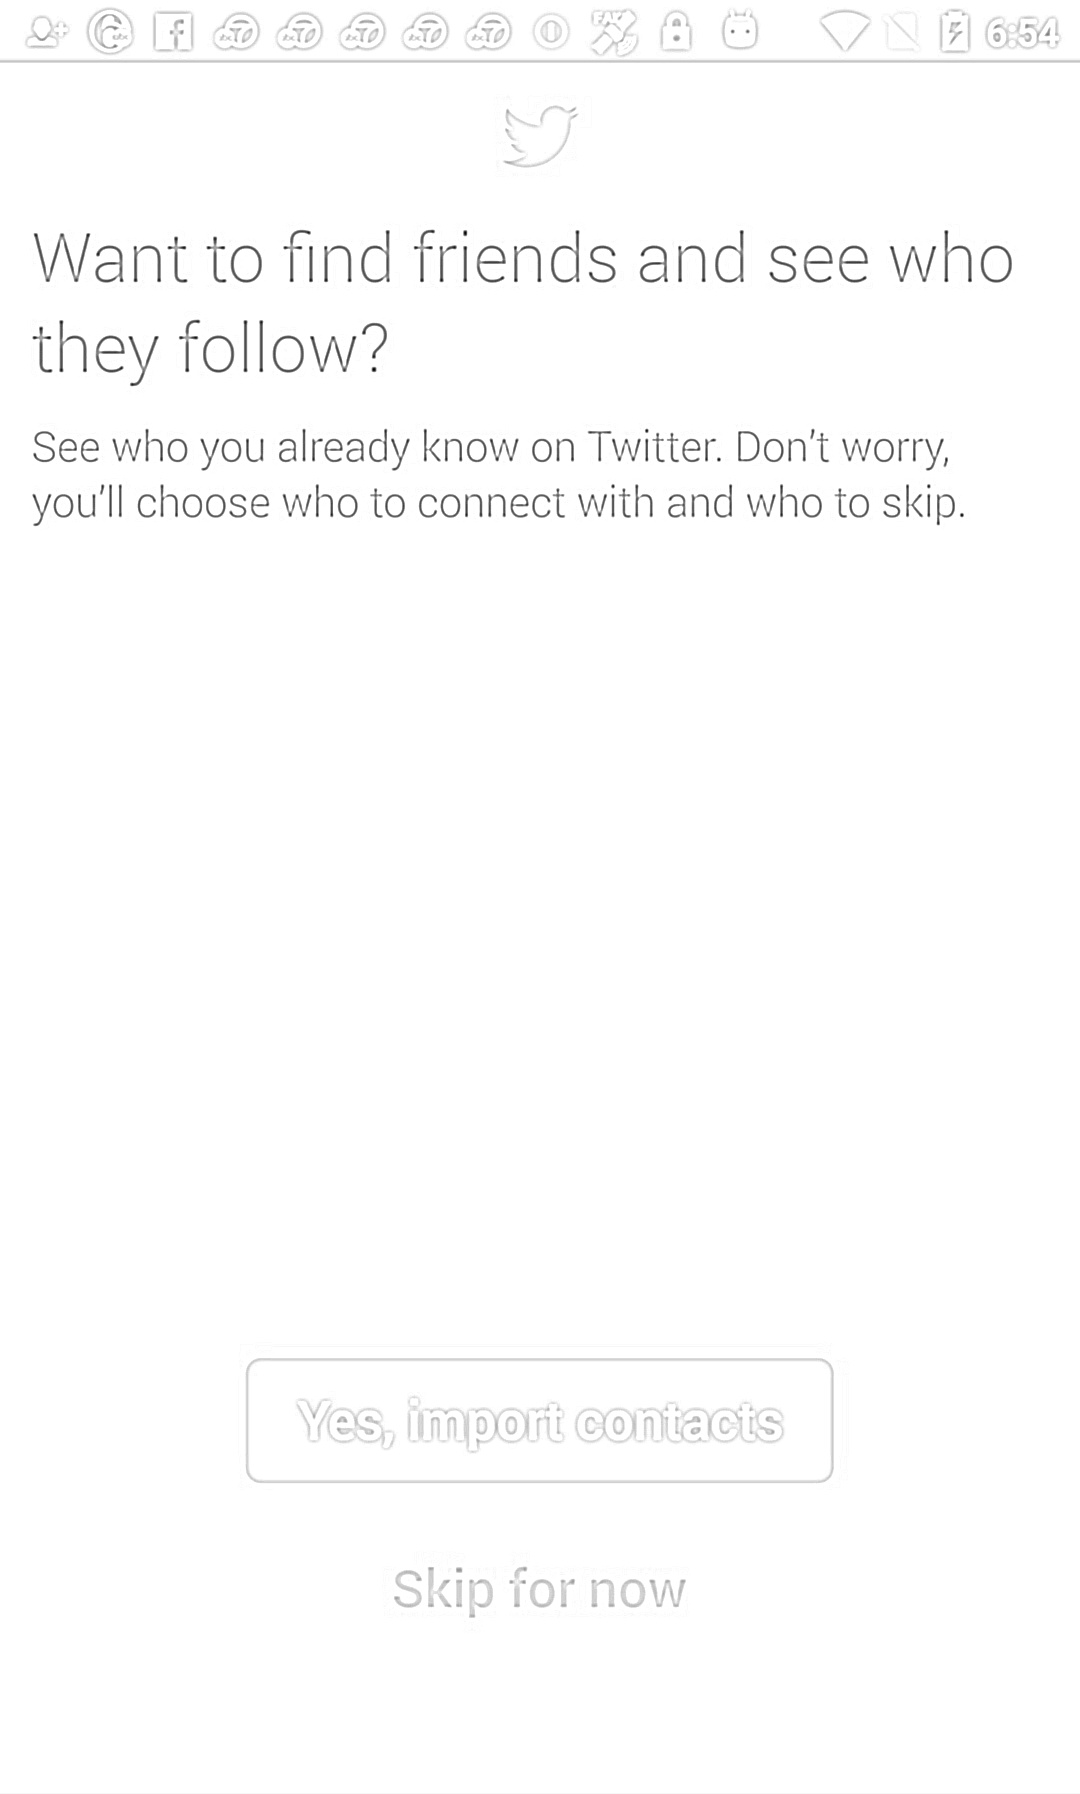 6:54
Want to find friends and see who
they follow?
See who you already know on Twitter. Don't worry,
you'll choose who to connect with and who to skip.
Yes, import contacts
Skip for now